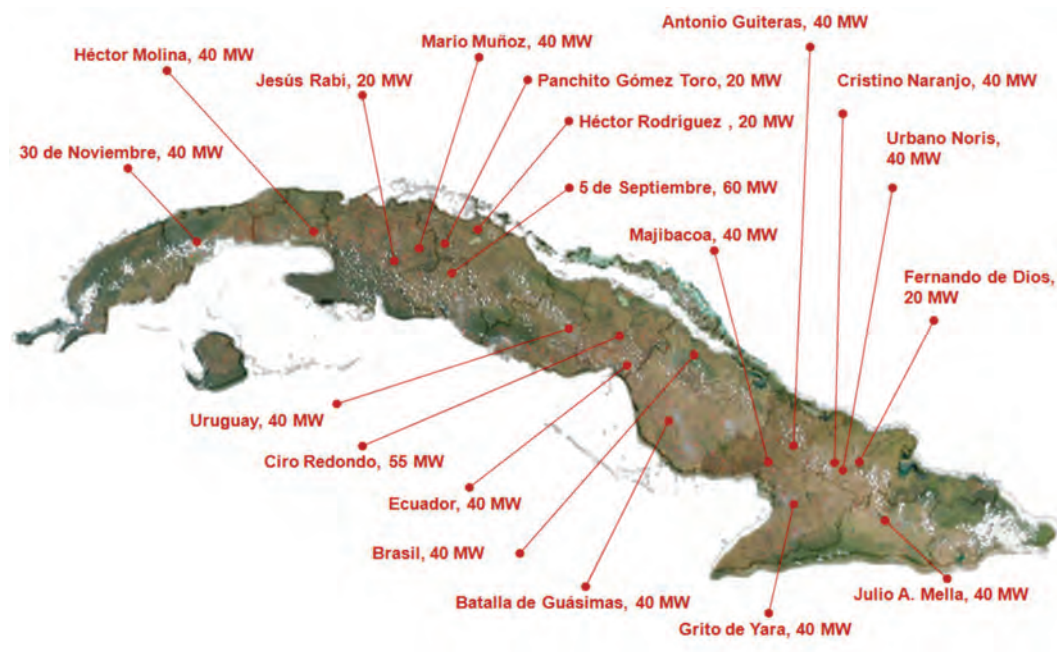 Antonio Guiteras, 40 MW
Mario Muñoz, 40 MW
Héctor Molina, 40 MW
Jesús Rabi, 20 MW
Panchito Gómez Toro, 20 MW
Cristino Naranjo, 40 MW
Héctor Rodríguez , 20 MW
Urbano Noris,
40 MW
30 de Noviembre, 40 MW
5 de Septiembre, 60 MW
Majibacoa, 40 MW
Fernando de Dios,
20 MW
Uruguay, 40 MW
Ciro Redondo, 55 MW
Ecuador, 40 MW
Brasil, 40 MW
Batalla de Guásimas, 40 MW
Julio A. Mella, 40 MW
Grito de Yara, 40 MW